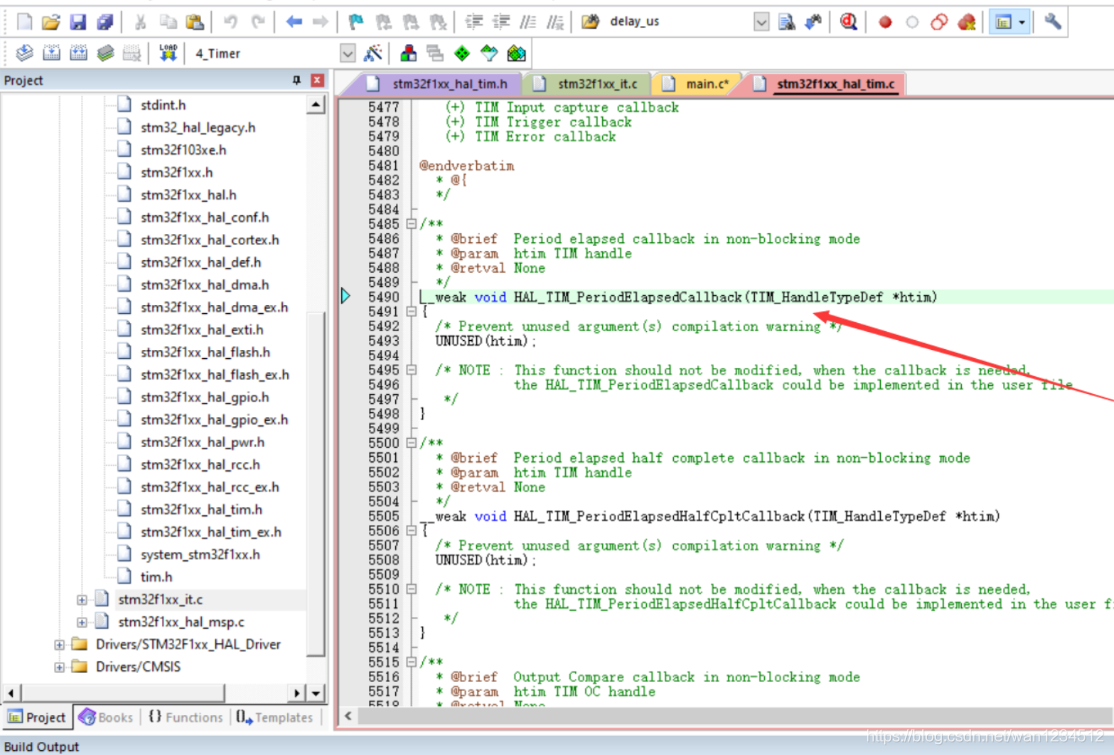 delay_us
LOAD
4_Timer
Project
stm32f1xx_hal_tim.h
stm32f1xx_it.c
main.c*
stm32f1xx_hal_tim.c
stdint.h
stm32_hal_legacy.h
stm32f103xe.h
stm32f1xx.h
stm32f1xx_hal.h
stm32f1xx_hal_conf.h
stm32f1xx_hal_cortex.h
stm32f1xx_hal_def.h
stm32f1xx_hal_dma.h
stm32f1xx_hal_dma_ex.h
stm32f1xx_hal_exti.h
stm32f1xx_hal_flash.h
stm32f1xx_hal_flash_ex.h
stm32f1xx_hal_gpio.h
stm32f1xx_hal_gpio_ex.h
stm32f1xx_hal_pwr.h
stm32f1xx_hal_rcc.h
stm32f1xx_hal_rcc_ex.h
stm32f1xx_hal_tim.h
stm32f1xx_hal_tim_ex.h
system_stm32f1xx.h
tim.h
stm32f1xx_it.c
stm32f1xx_hal_msp.c
Drivers/STM32F1xx_HAL_Driver
Drivers/CMSIS
Project
Books
{} Functions
0 Templates
5477 (+) TIM Input capture callback
5478 (+) TIM Trigger callback
5479 (+) TIM Error callback
5480
5481 @endverbatim
5482 * @{
5483 */
5484
5485 /**
5486 * @brief  Period elapsed callback in non-blocking mode
5487 * @param  htim TIM handle
5488 * @retval None
5489 */
5490 __weak void HAL_TIM_PeriodElapsedCallback(TIM_HandleTypeDef *htim)
5491 {
5492 /* Prevent unused argument(s) compilation warning */
5493 UNUSED(htim);
5494
5495 /* NOTE : This function should not be modified, when the callback is needed,
5496 the HAL_TIM_PeriodElapsedCallback could be implemented in the user file
5497 */
5498 }
5499
5500 /**
5501 * @brief  Period elapsed half complete callback in non-blocking mode
5502 * @param  htim TIM handle
5503 * @retval None
5504 */
5505 __weak void HAL_TIM_PeriodElapsedHalfCpltCallback(TIM_HandleTypeDef *htim)
5506 {
5507 /* Prevent unused argument(s) compilation warning */
5508 UNUSED(htim);
5509
5510 /* NOTE : This function should not be modified, when the callback is needed,
5511 the HAL_TIM_PeriodElapsedHalfCpltCallback could be implemented in the user f
5512 */
5513 }
5514
5515 /**
5516 * @brief  Output Compare callback in non-blocking mode
5517 * @param  htim TIM OC handle
5518 * @retval None
Build Output
https://blog.csdn.net/wan1234512